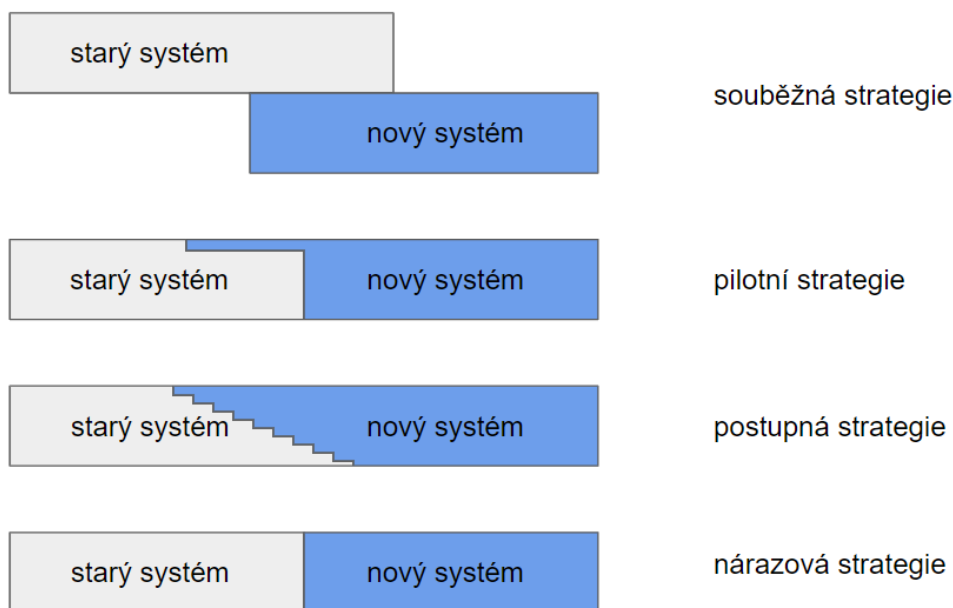 starý systém
nový systém
souběžná strategie
starý systém
nový systém
pilotní strategie
starý systém
nový systém
postupná strategie
starý systém
nový systém
nárazová strategie